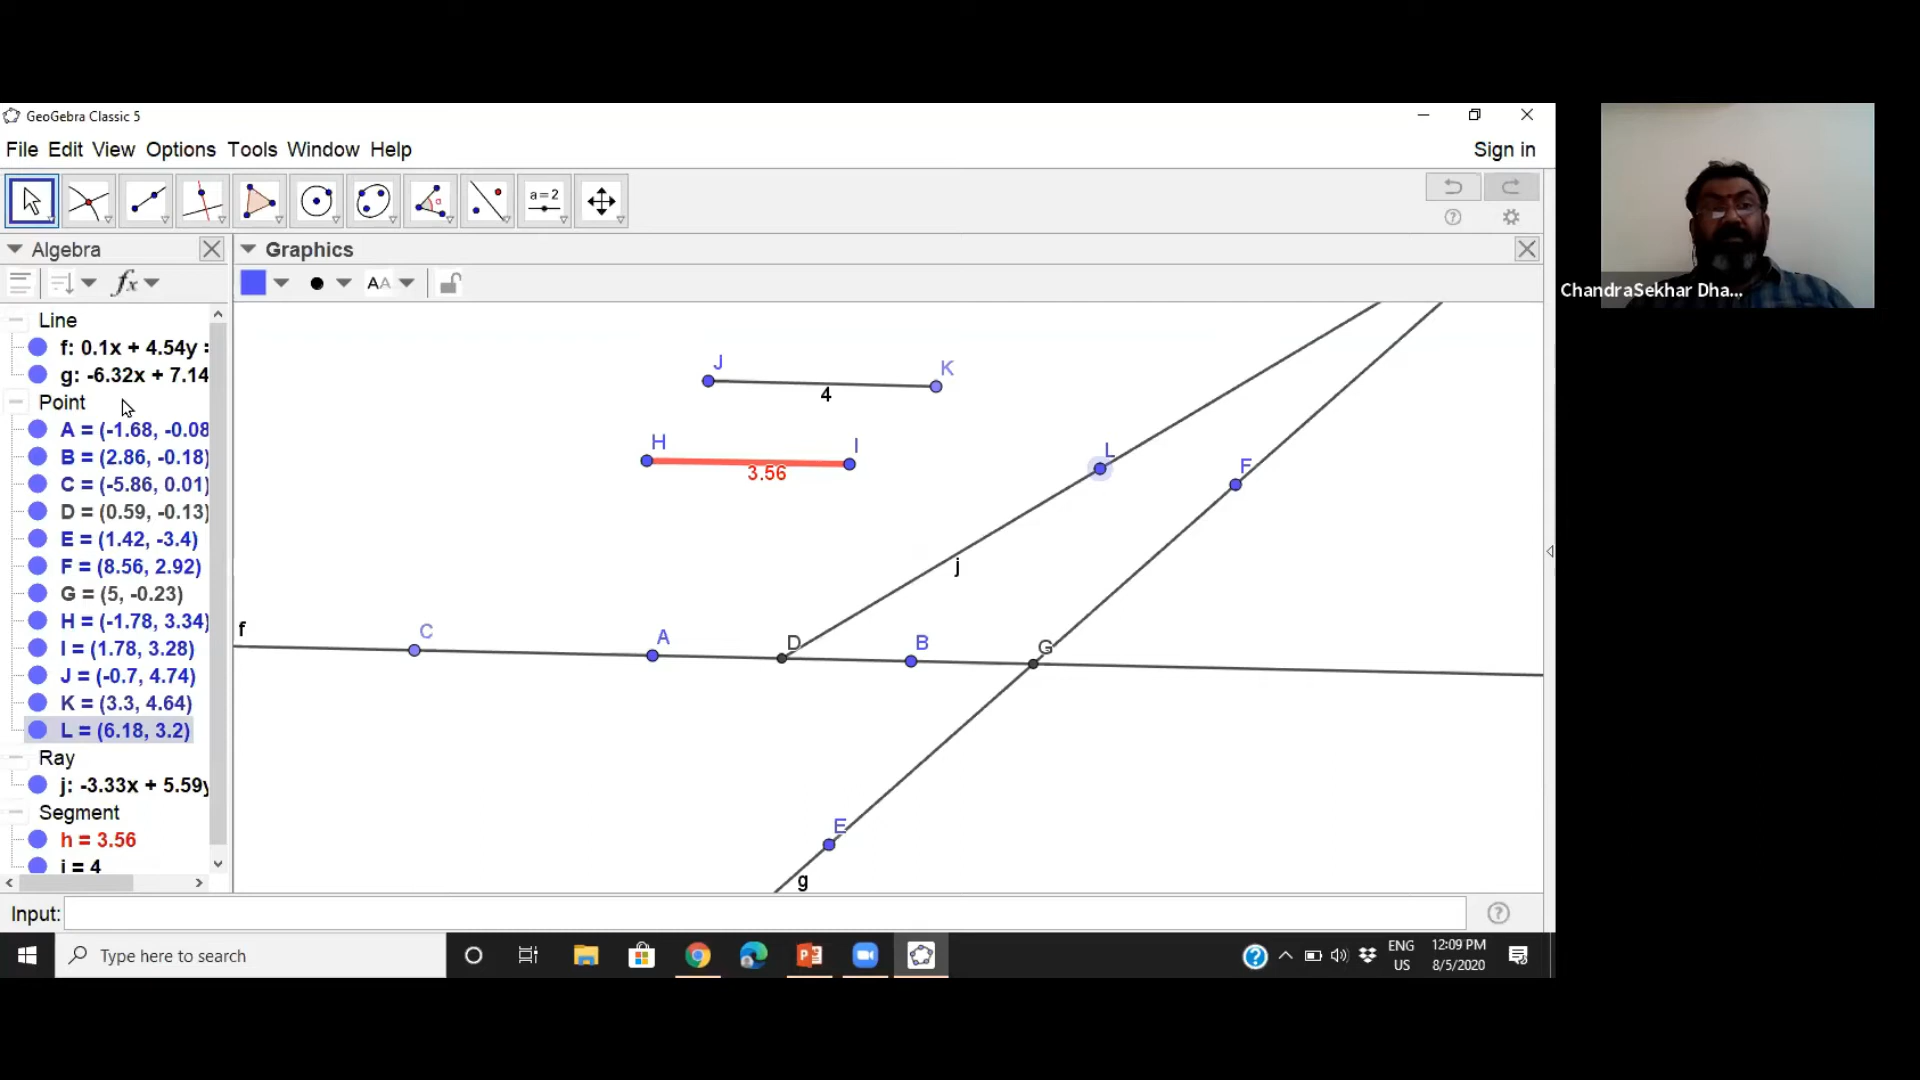 GeoGebra Classic 5
File Edit View Options Tools Window Help
Sign in
a=2
Algebra
Graphics
fx
AA
Line
f: 0.1x + 4.54y =
g: -6.32x + 7.14
Point
A = (-1.68, -0.08
B = (2.86, -0.18)
C = (-5.86, 0.01)
D = (0.59, -0.13)
E = (1.42, -3.4)
F = (8.56, 2.92)
G = (5, -0.23)
H = (-1.78, 3.34)
I = (1.78, 3.28)
J = (-0.7, 4.74)
K = (3.3, 4.64)
L = (6.18, 3.2)
Ray
j: -3.33x + 5.59y
Segment
h = 3.56
i = 4
J
K
4
H
I
3.56
L
F
j
f
C
A
D
B
G
E
g
Input:
Type here to search
ENG
US
12:09 PM
8/5/2020
ChandraSekhar Dha...